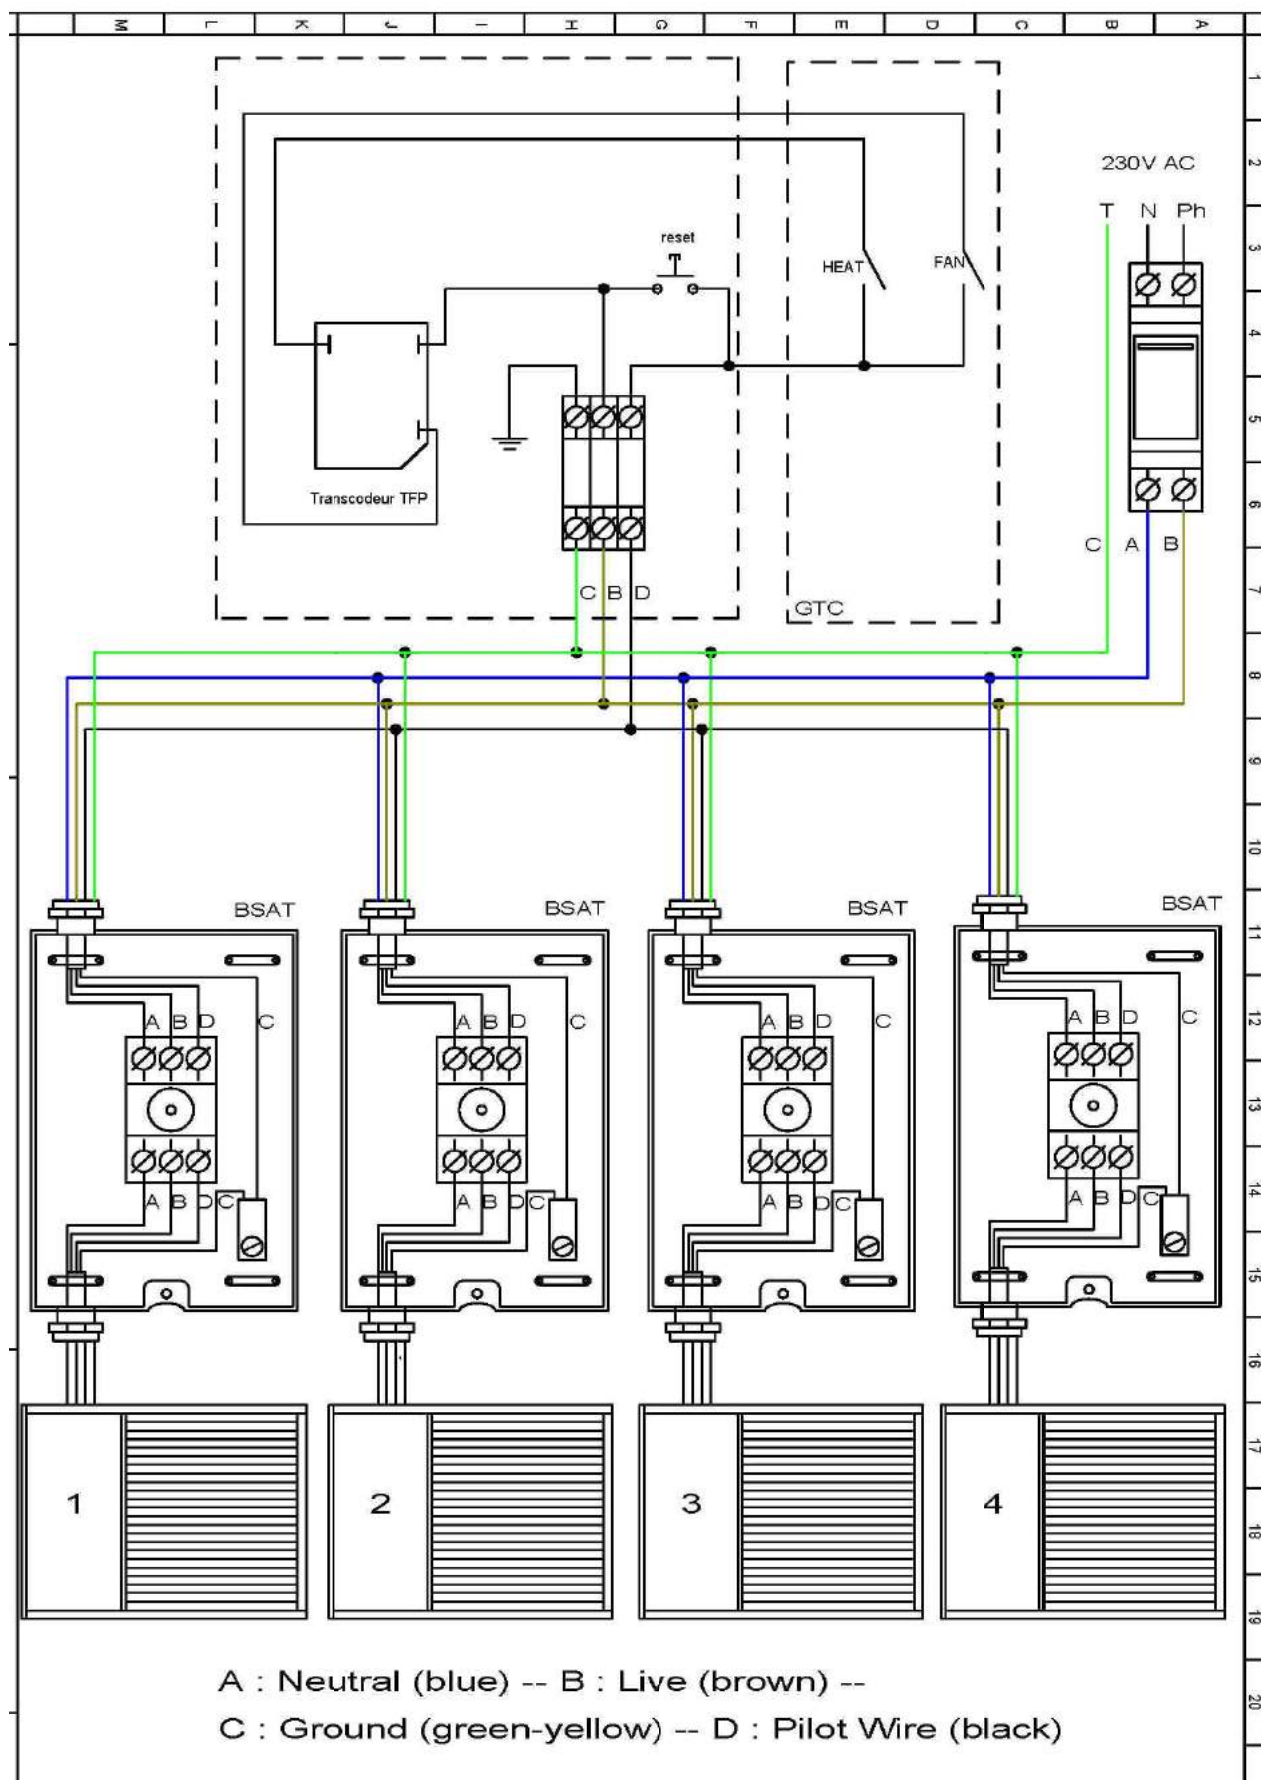 M L K J I H G F E D C B A
1
2
230V AC
T N Ph
3
reset
HEAT
FAN
4
5
Transcodeur TFP
6
C A B
C B D
7
GTC
8
9
10
BSAT BSAT BSAT BSAT
11
A B D C A B D C A B D C A B D C
12
13
A B D C A B D C A B D C A B D C
14
15
16
17
1 2 3 4
18
19
A : Neutral (blue) -- B : Live (brown) --
20
C : Ground (green-yellow) -- D : Pilot Wire (black)